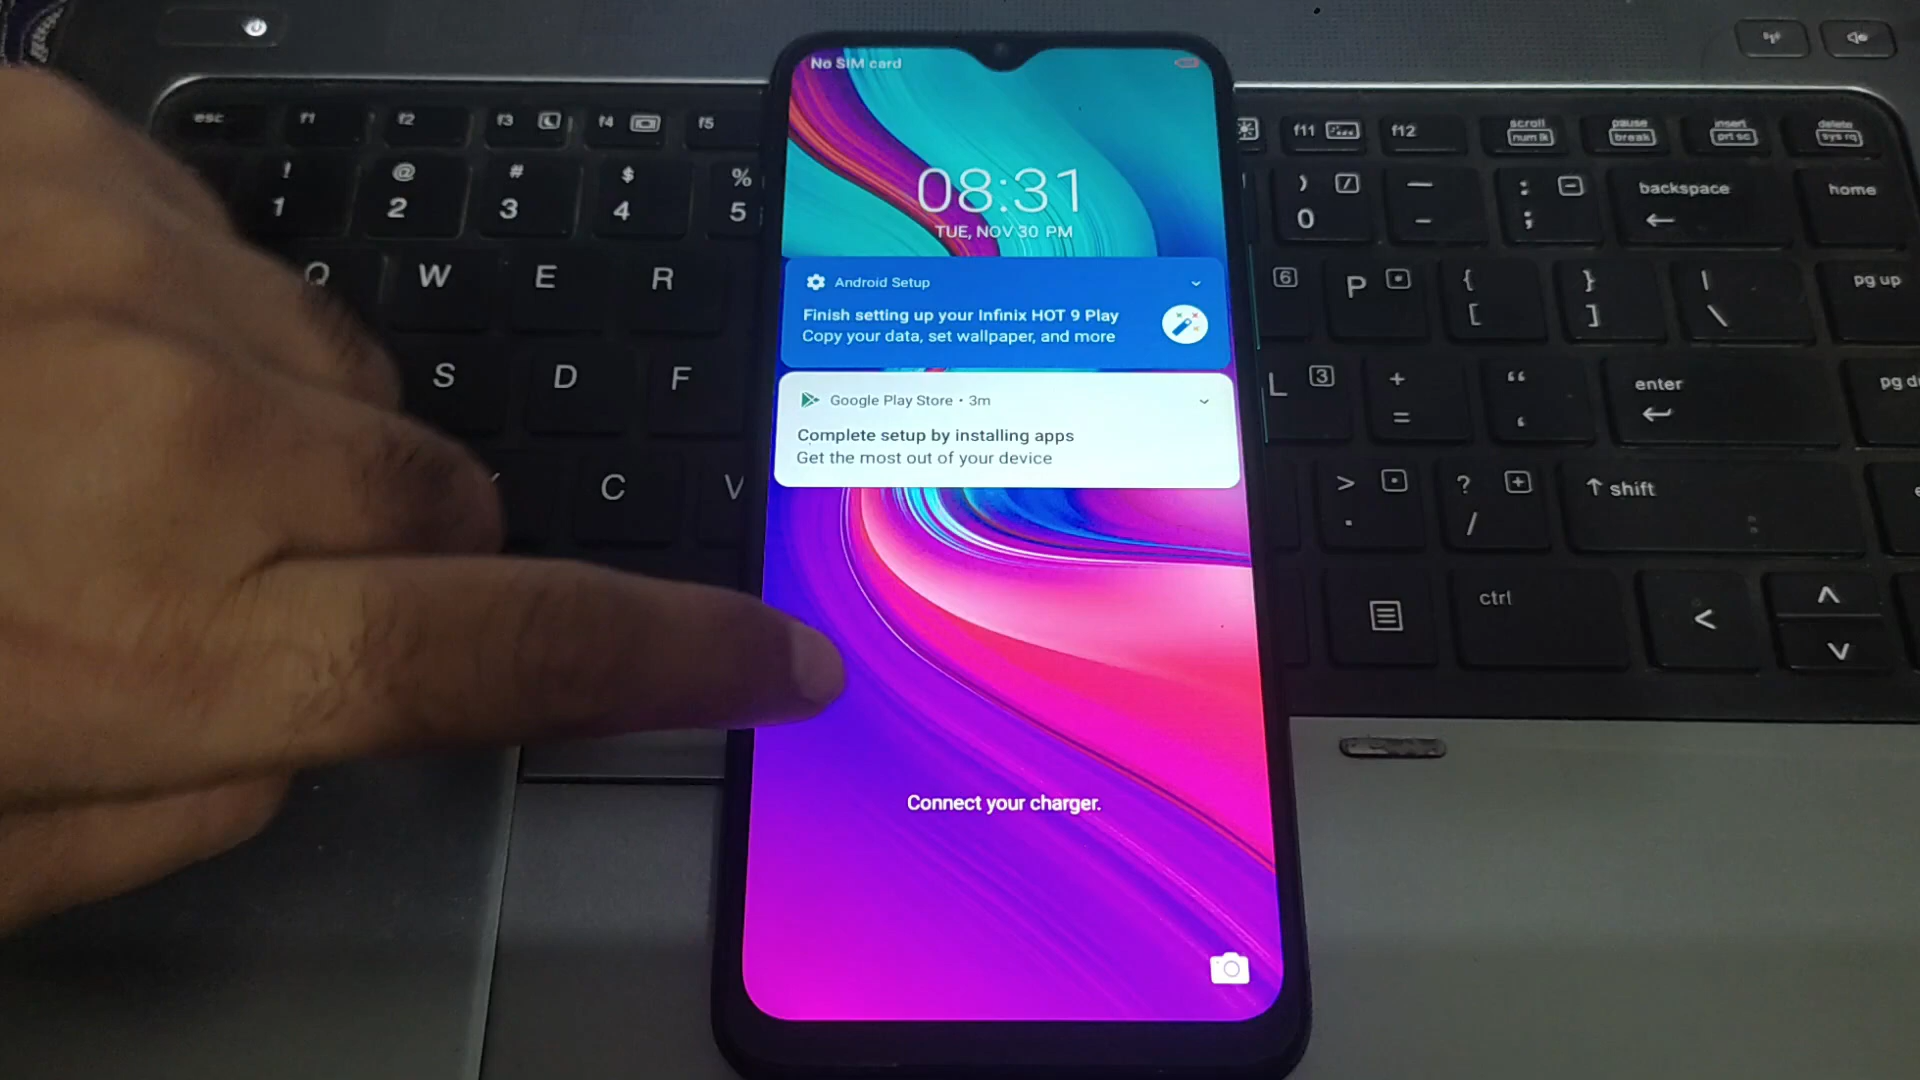 No SIM card
08:31
TUE, NOV 30 PM
Android Setup
Finish setting up your Infinix HOT 9 Play
Copy your data, set wallpaper, and more
Google Play Store • 3m
Complete setup by installing apps
Get the most out of your device
Connect your charger.
esc f1 f2 f3 f4 f5
f11 f12 scroll num lk pause break insert prt sc delete sys rq
! @ # $ %
1 2 3 4 5
) / — : -
0 - ;
backspace
home
Q W E R
6 P • { } |
[ ] \
pg up
S D F
L 3 + “
= ‘
enter
C V
> • ? +
. /
shift
ctrl
< ^
v